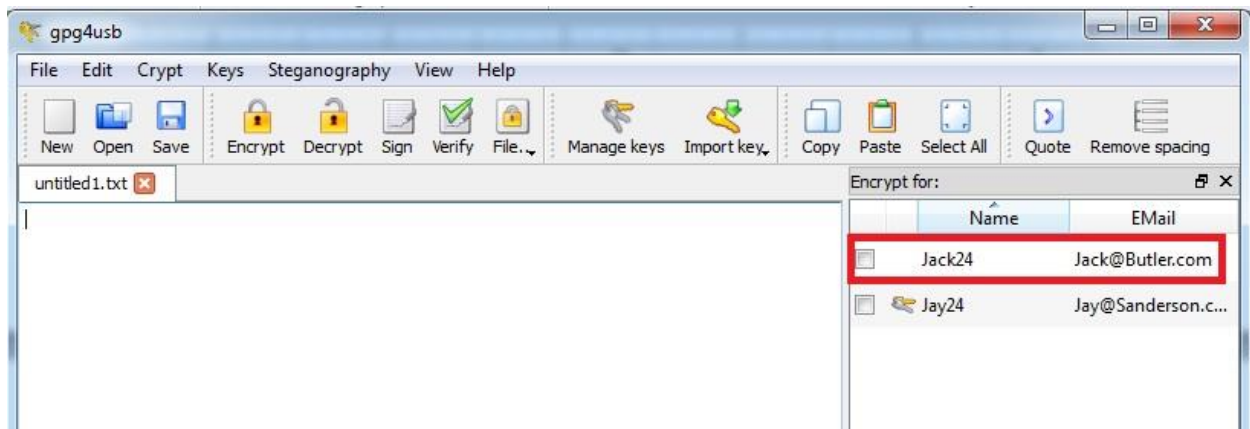 gpg4usb
File Edit Crypt Keys Steganography View Help
New Open Save Encrypt Decrypt Sign Verify File.. Manage keys Import key Copy Paste Select All Quote Remove spacing
untitled1.txt Encrypt for:
Name EMail
Jack24 Jack@Butler.com
Jay24 Jay@Sanderson.c...